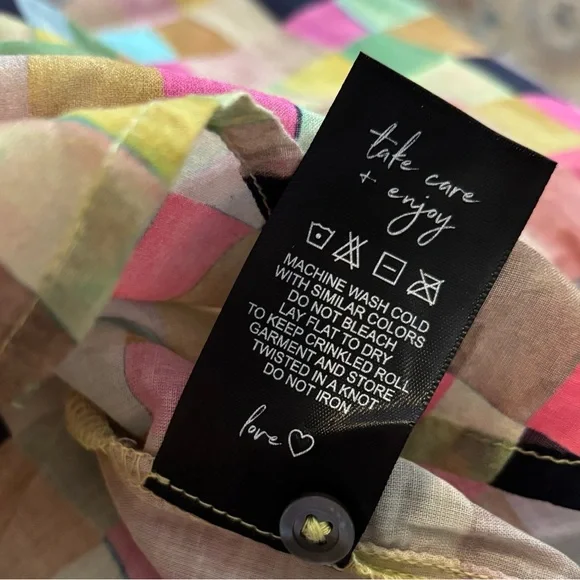 take care
+ enjoy
MACHINE WASH COLD
WITH SIMILAR COLORS
DO NOT BLEACH
LAY FLAT TO DRY
TO KEEP CRINKLED ROLL
GARMENT AND STORE
TWISTED IN A KNOT
DO NOT IRON
love ♡